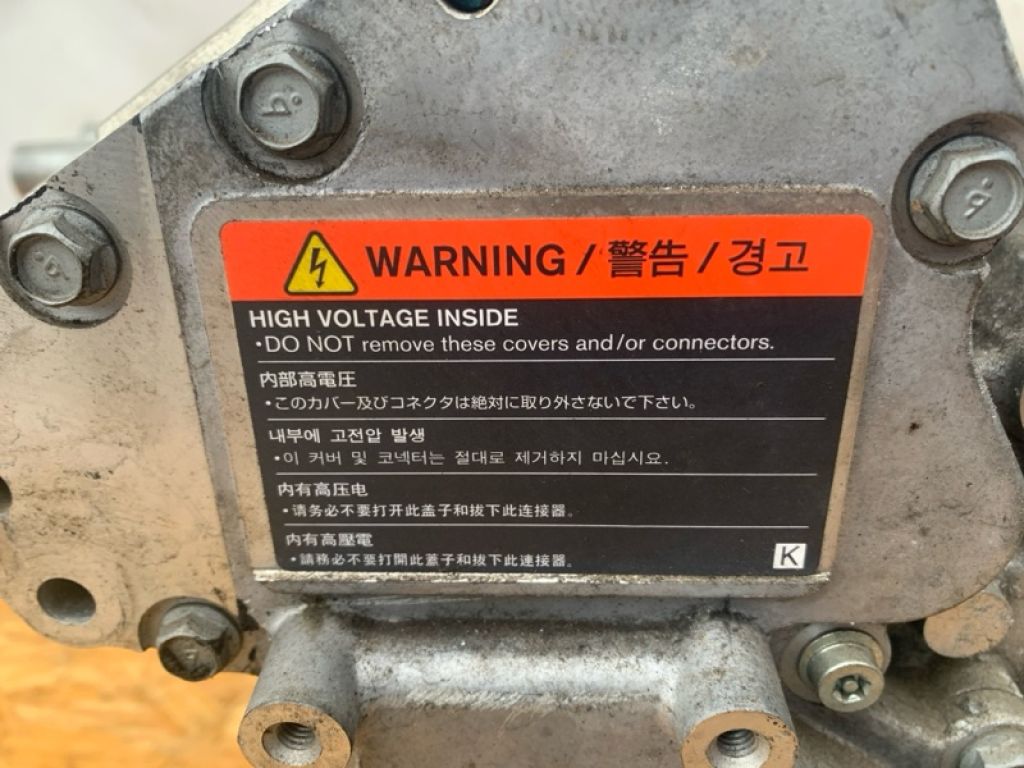 WARNING / 警告 / 경고
HIGH VOLTAGE INSIDE
•DO NOT remove these covers and/or connectors.
内部高電圧
•このカバー及びコネクタは絶対に取り外さないで下さい。
내부에 고전압 발생
•이 커버 및 코넥터는 절대로 제거하지 마십시요.
内有高压电
•请务必不要打开此盖子和拔下此连接器。
内有高壓電
•請務必不要打開此蓋子和拔下此連接器。
K